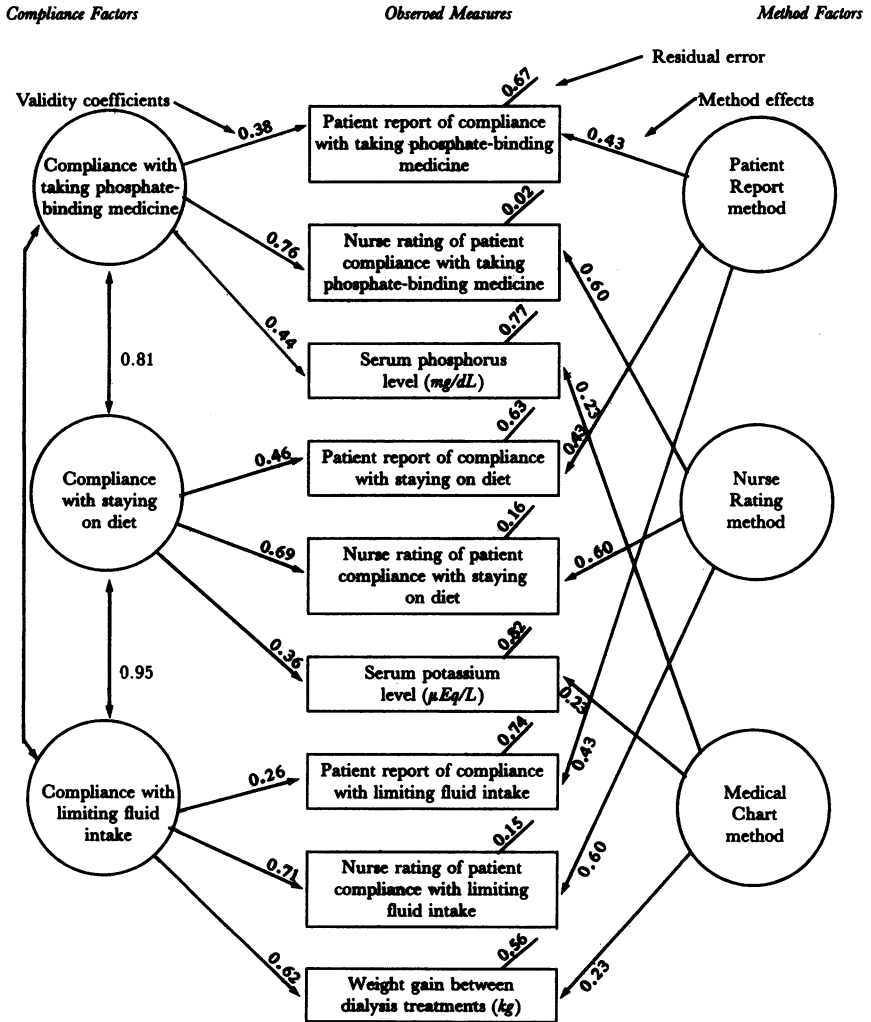 Compliance Factors
Observed Measures
Method Factors
Residual error
Validity coefficients
Method effects
0.67
0.38
Patient report of compliance
with taking phosphate-binding
medicine
0.43
Compliance with
taking phosphate-
binding medicine
Patient
Report
method
0.02
0.76
Nurse rating of patient
compliance with taking
phosphate-binding medicine
0.60
0.77
0.44
Serum phosphorus
level (mg/dL)
0.23
0.81
0.63
0.46
Patient report of compliance
with staying on diet
0.43
Compliance
with staying
on diet
Nurse
Rating
method
0.16
0.69
Nurse rating of patient
compliance with staying
on diet
0.60
0.82
0.36
Serum potassium
level (μEq/L)
0.23
0.95
0.74
0.26
Patient report of compliance
with limiting fluid intake
0.43
Compliance with
limiting fluid
intake
Medical
Chart
method
0.15
0.71
Nurse rating of patient
compliance with limiting
fluid intake
0.60
0.56
0.62
Weight gain between
dialysis treatments (kg)
0.23